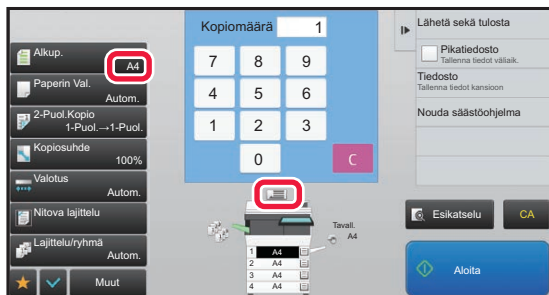 Alkup.
A4
Paperin Val.
Autom.
2-Puol.Kopio
1-Puol.→1-Puol.
Kopiosuhde
100%
Valotus
Autom.
Nitova lajittelu
Lajittelu/ryhmä
Autom.
Muut
Kopiomäärä 1
7 8 9
4 5 6
1 2 3
0 C
Tavall.
A4
1 A4
2 A4
3 A4
4 A4
Lähetä sekä tulosta
Pikatiedosto
Tallenna tiedot väliaik.
Tiedosto
Tallenna tiedot kansioon
Nouda säästöohjelma
Esikatselu
CA
Aloita